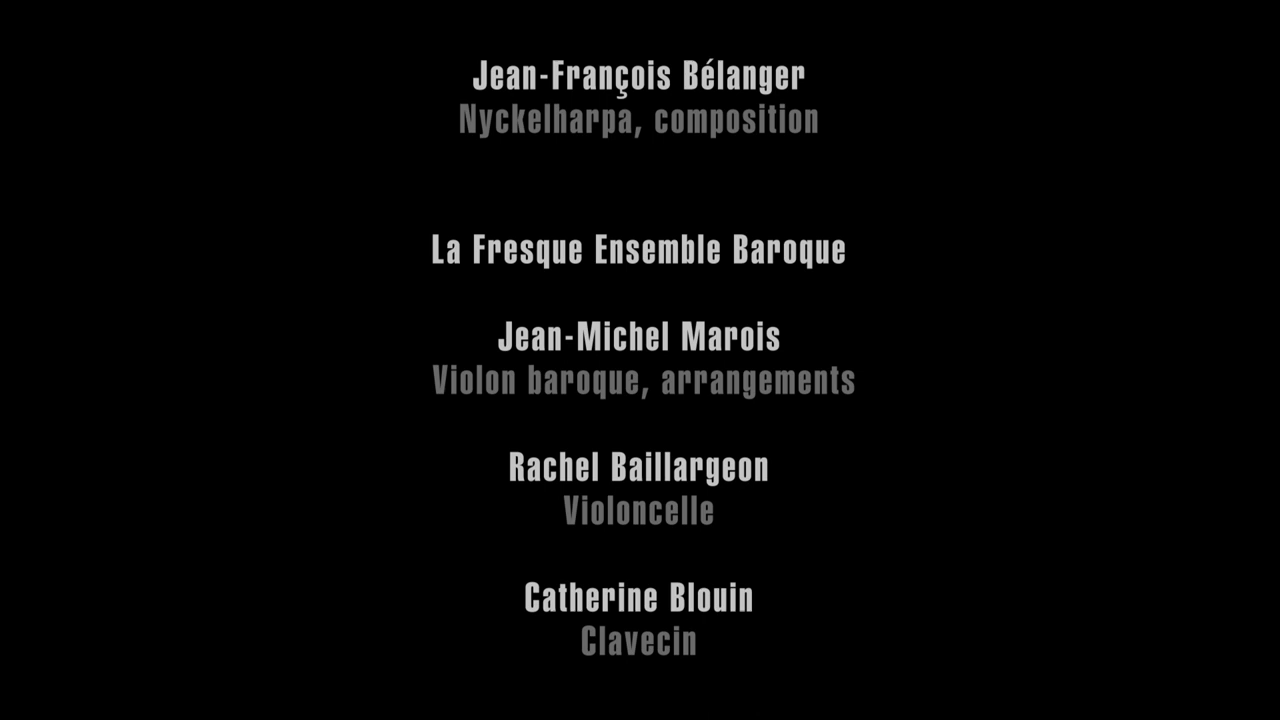 Jean-François Bélanger
Nyckelharpa, composition
La Fresque Ensemble Baroque
Jean-Michel Marois
Violon baroque, arrangements
Rachel Baillargeon
Violoncelle
Catherine Blouin
Clavecin